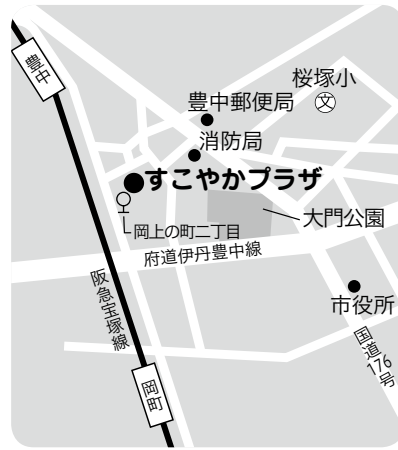 豊中
桜塚小
文
豊中郵便局
消防局
すこやかプラザ
大門公園
岡上の町二丁目
府道伊丹豊中線
阪急宝塚線
市役所
国道176号
岡町